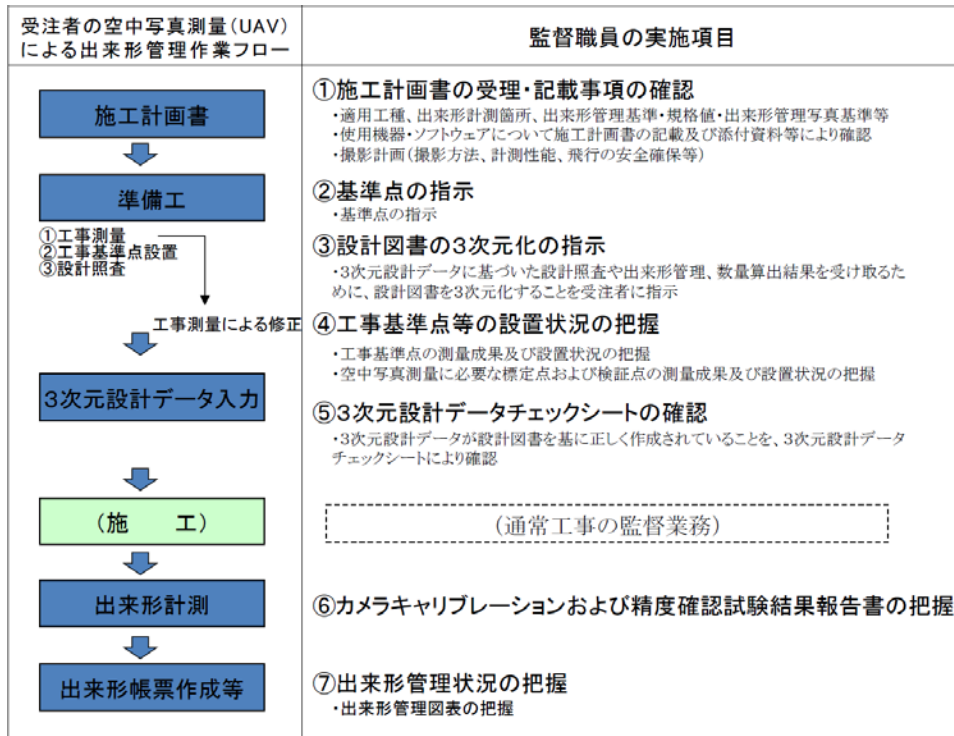 受注者の空中写真測量(UAV)
による出来形管理作業フロー
監督職員の実施項目
施工計画書
準備工
①工事測量
②工事基準点設置
③設計照査
工事測量による修正
3次元設計データ入力
(施 工)
出来形計測
出来形帳票作成等
①施工計画書の受理・記載事項の確認
・適用工種、出来形計測箇所、出来形管理基準・規格値・出来形管理写真基準等
・使用機器・ソフトウェアについて施工計画書の記載及び添付資料等により確認
・撮影計画(撮影方法、計測性能、飛行の安全確保等)
②基準点の指示
・基準点の指示
③設計図書の3次元化の指示
・3次元設計データに基づいた設計照査や出来形管理、数量算出結果を受け取るた
めに、設計図書を3次元化することを受注者に指示
④工事基準点等の設置状況の把握
・工事基準点の測量成果及び設置状況の把握
・空中写真測量に必要な標定点および検証点の測量成果及び設置状況の把握
⑤3次元設計データチェックシートの確認
・3次元設計データが設計図書を基に正しく作成されていることを、3次元設計データ
チェックシートにより確認
(通常工事の監督業務)
⑥カメラキャリブレーションおよび精度確認試験結果報告書の把握
⑦出来形管理状況の把握
・出来形管理図表の把握